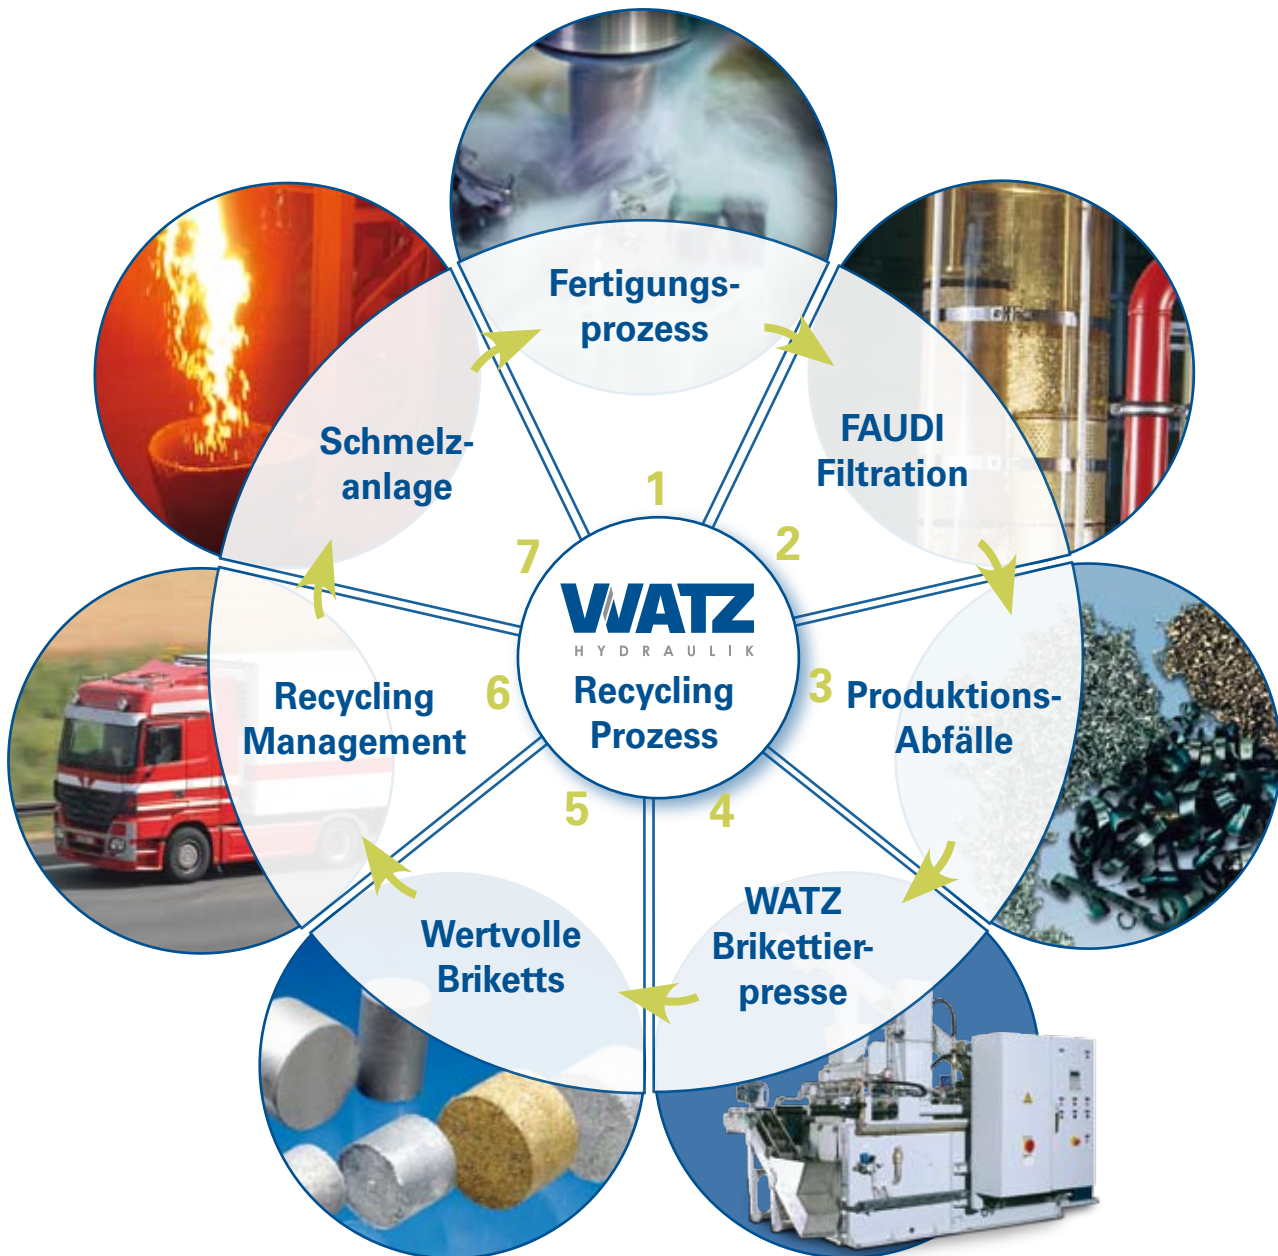 Fertigungs-
prozess
1
FAUDI
Filtration
2
Produktions-
Abfälle
3
WATZ
Brikettier-
presse
4
Wertvolle
Briketts
5
Recycling
Management
6
Schmelz-
anlage
7
WATZ
HYDRAULIK
Recycling
Prozess